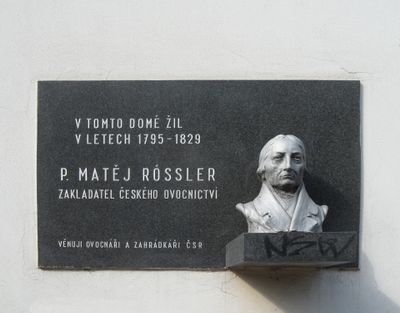 V TOMTO DOMĚ ŽIL
V LETECH 1795-1829
P. MATĚJ RÖSSLER
ZAKLADATEL ČESKÉHO OVOCNICTVÍ
VĚNUJÍ OVOCNÁŘI A ZAHRÁDKÁŘI ČSR